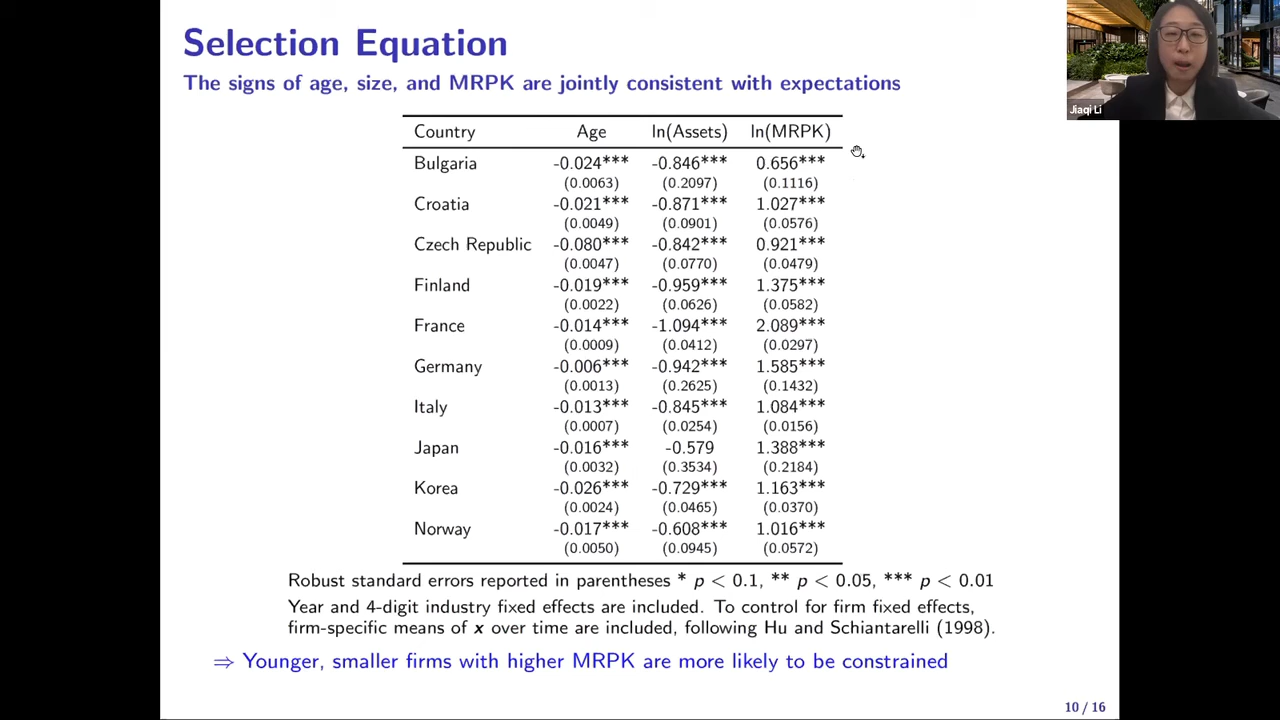 Selection Equation
The signs of age, size, and MRPK are jointly consistent with expectations
Jiaqi Li
Country Age ln(Assets) ln(MRPK)
Bulgaria -0.024*** -0.846*** 0.656***
(0.0063) (0.2097) (0.1116)
Croatia -0.021*** -0.871*** 1.027***
(0.0049) (0.0901) (0.0576)
Czech Republic -0.080*** -0.842*** 0.921***
(0.0047) (0.0770) (0.0479)
Finland -0.019*** -0.959*** 1.375***
(0.0022) (0.0626) (0.0582)
France -0.014*** -1.094*** 2.089***
(0.0009) (0.0412) (0.0297)
Germany -0.006*** -0.942*** 1.585***
(0.0013) (0.2625) (0.1432)
Italy -0.013*** -0.845*** 1.084***
(0.0007) (0.0254) (0.0156)
Japan -0.016*** -0.579 1.388***
(0.0032) (0.3534) (0.2184)
Korea -0.026*** -0.729*** 1.163***
(0.0024) (0.0465) (0.0370)
Norway -0.017*** -0.608*** 1.016***
(0.0050) (0.0945) (0.0572)
Robust standard errors reported in parentheses * p < 0.1, ** p < 0.05, *** p < 0.01
Year and 4-digit industry fixed effects are included. To control for firm fixed effects,
firm-specific means of x over time are included, following Hu and Schiantarelli (1998).
⇒ Younger, smaller firms with higher MRPK are more likely to be constrained
10 / 16